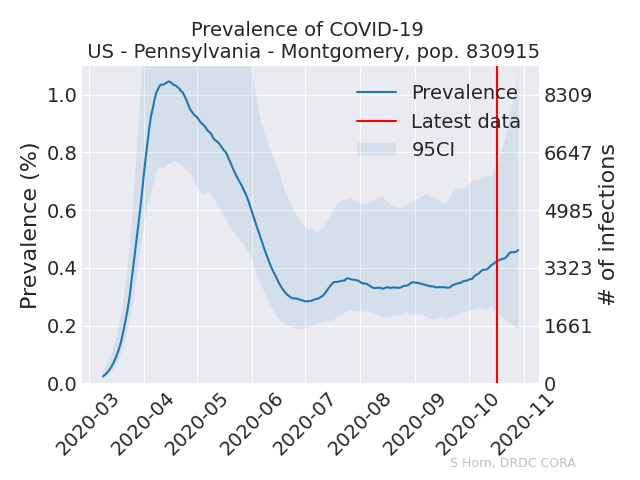 Prevalence of COVID-19
US - Pennsylvania - Montgomery, pop. 830915
Prevalence (%)
1.0
0.8
0.6
0.4
0.2
0.0
Prevalence
Latest data
95CI
8309
6647
4985
3323
1661
0
# of infections
2020-03
2020-04
2020-05
2020-06
2020-07
2020-08
2020-09
2020-10
2020-11
S Horn, DRDC CORA